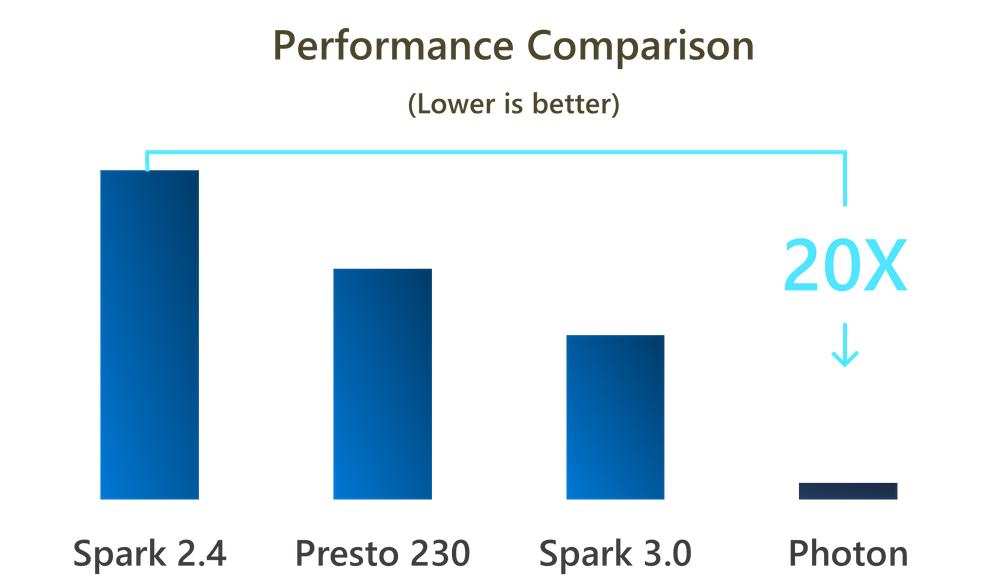 Performance Comparison
(Lower is better)
20X
Spark 2.4
Presto 230
Spark 3.0
Photon